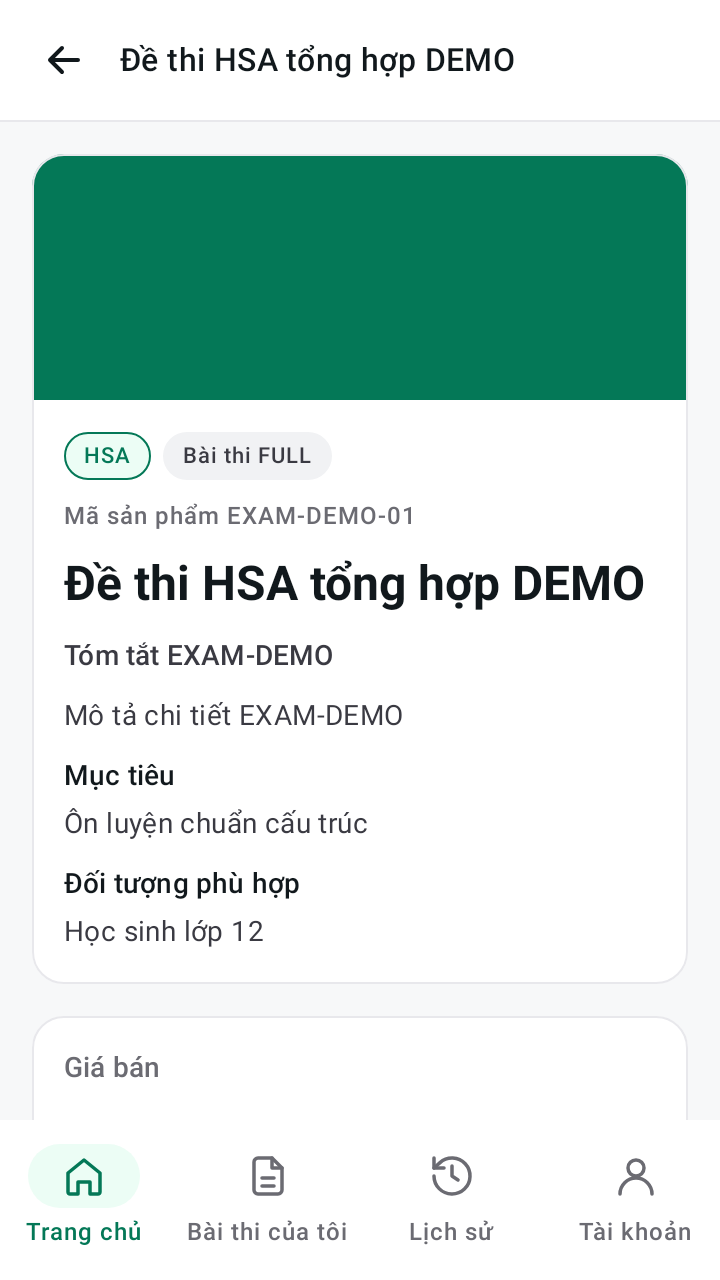 Đề thi HSA tổng hợp DEMO
HSA
Bài thi FULL
Mã sản phẩm EXAM-DEMO-01
Đề thi HSA tổng hợp DEMO
Tóm tắt EXAM-DEMO
Mô tả chi tiết EXAM-DEMO
Mục tiêu
Ôn luyện chuẩn cấu trúc
Đối tượng phù hợp
Học sinh lớp 12
Giá bán
Trang chủ
Bài thi của tôi
Lịch sử
Tài khoản